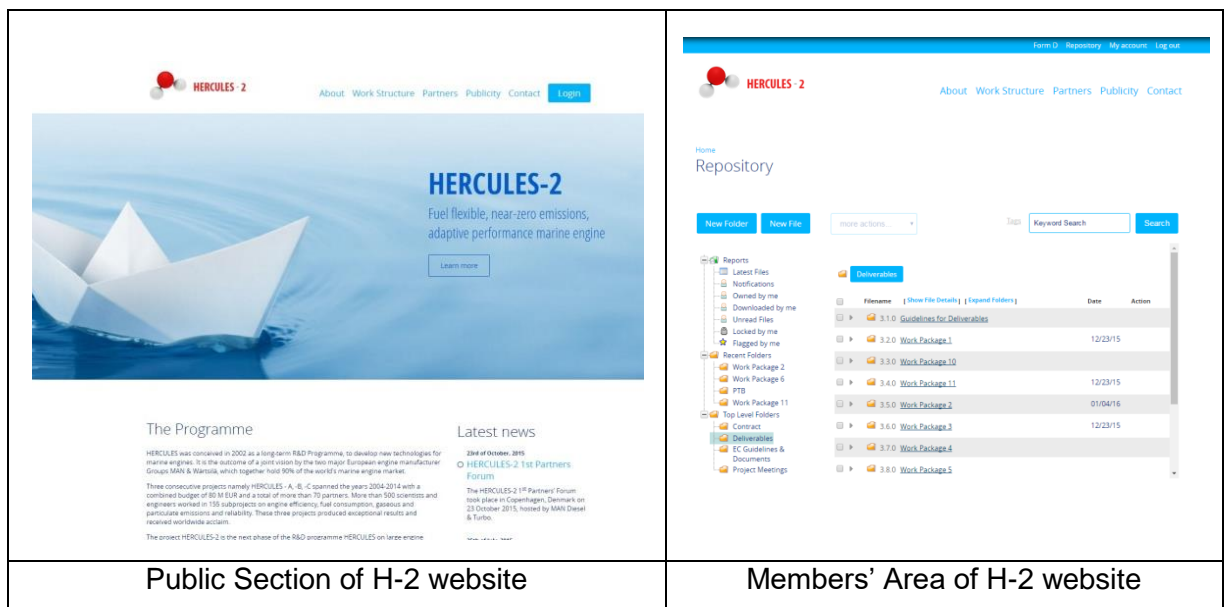 HERCULES - 2
About Work Structure Partners Publicity Contact Login
HERCULES-2
Fuel flexible, near-zero emissions,
adaptive performance marine engine
Learn more
The Programme
HERCULES was conceived in 2002 as a long-term R&D Programme, to develop new technologies for
marine engines. It is the outcome of a joint vision by the two major European engine manufacturer
Groups MAN & Wärtsilä, which together hold 90% of the world's marine engine market.
Three consecutive projects namely HERCULES - A, -B, -C spanned the years 2004-2014 with a
combined budget of 80 M EUR and a total of more than 70 partners. More than 500 scientists and
engineers worked in 155 subprojects on engine efficiency, fuel consumption, gaseous and
particulate emissions and reliability. These three projects produced exceptional results and
received worldwide acclaim.
The project HERCULES-2 is the next phase of the R&D programme HERCULES on large engine
Latest news
23rd of October, 2015
HERCULES-2 1st Partners
Forum
The HERCULES-2 1st Partners' Forum
took place in Copenhagen, Denmark on
23 October 2015, hosted by MAN Diesel
& Turbo.
Public Section of H-2 website
Form D Repository My account Log out
HERCULES - 2
About Work Structure Partners Publicity Contact
Home
Repository
New Folder New File more actions... Tags Keyword Search Search
Reports
Latest Files
Notifications
Owned by me
Downloaded by me
Unread Files
Locked by me
Flagged by me
Recent Folders
Work Package 2
Work Package 6
PTB
Work Package 11
Top Level Folders
Contract
Deliverables
EC Guidelines &
Documents
Project Meetings
Deliverables
Filename | Show File Details | | Expand Folders | Date Action
3.1.0 Guidelines for Deliverables
3.2.0 Work Package 1 12/23/15
3.3.0 Work Package 10
3.4.0 Work Package 11 12/23/15
3.5.0 Work Package 2 01/04/16
3.6.0 Work Package 3 12/23/15
3.7.0 Work Package 4
3.8.0 Work Package 5
Members' Area of H-2 website